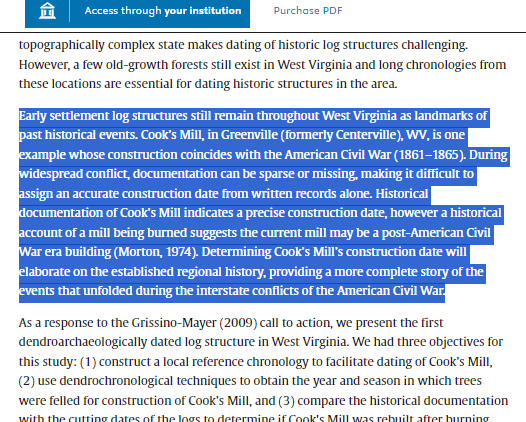 Access through your institution
Purchase PDF
topographically complex state makes dating of historic log structures challenging.
However, a few old-growth forests still exist in West Virginia and long chronologies from
these locations are essential for dating historic structures in the area.
Early settlement log structures still remain throughout West Virginia as landmarks of
past historical events. Cook's Mill, in Greenville (formerly Centerville), WV, is one
example whose construction coincides with the American Civil War (1861–1865). During
widespread conflict, documentation can be sparse or missing, making it difficult to
assign an accurate construction date from written records alone. Historical
documentation of Cook's Mill indicates a precise construction date, however a historical
account of a mill being burned suggests the current mill may be a post-American Civil
War era building (Morton, 1974). Determining Cook's Mill's construction date will
elaborate on the established regional history, providing a more complete story of the
events that unfolded during the interstate conflicts of the American Civil War.
As a response to the Grissino-Mayer (2009) call to action, we present the first
dendroarchaeologically dated log structure in West Virginia. We had three objectives for
this study: (1) construct a local reference chronology to facilitate dating of Cook's Mill,
(2) use dendrochronological techniques to obtain the year and season in which trees
were felled for construction of Cook's Mill, and (3) compare the historical documentation
with the cutting dates of the logs to determine if Cook's Mill was rebuilt after burning